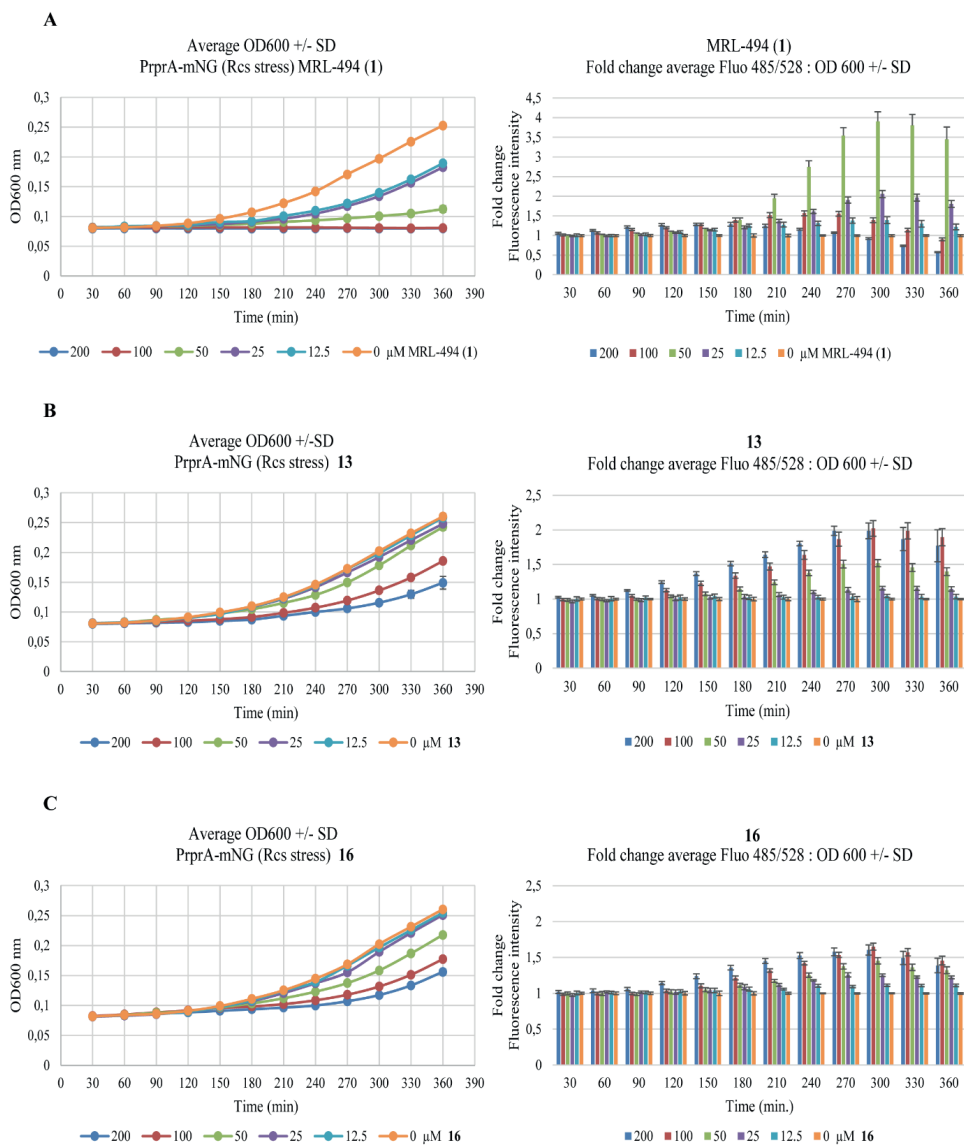 A
Average OD600 +/- SD
PrprA-mNG (Rcs stress) MRL-494 (1)
OD600 nm
0,3
0,25
0,2
0,15
0,1
0,05
0
0 30 60 90 120 150 180 210 240 270 300 330 360 390
Time (min)
200 100 50 25 12.5 0 µM MRL-494 (1)
MRL-494 (1)
Fold change average Fluo 485/528 : OD 600 +/- SD
Fold change
Fluorescence intensity
4,5
4
3,5
3
2,5
2
1,5
1
0,5
0
30 60 90 120 150 180 210 240 270 300 330 360
Time (min)
200 100 50 25 12.5 0 µM MRL-494 (1)
B
Average OD600 +/-SD
PrprA-mNG (Rcs stress) 13
OD600 nm
0,3
0,25
0,2
0,15
0,1
0,05
0
0 30 60 90 120 150 180 210 240 270 300 330 360 390
Time (min)
200 100 50 25 12.5 0 µM 13
13
Fold change average Fluo 485/528 : OD 600 +/- SD
Fold change
Fluorescence intensity
2,5
2
1,5
1
0,5
0
30 60 90 120 150 180 210 240 270 300 330 360
Time (min)
200 100 50 25 12.5 0 µM 13
C
Average OD600 +/- SD
PrprA-mNG (Rcs stress) 16
OD600 nm
0,3
0,25
0,2
0,15
0,1
0,05
0
0 30 60 90 120 150 180 210 240 270 300 330 360 390
Time (min)
200 100 50 25 12.5 0 µM 16
16
Fold change average Fluo 485/528 : OD 600 +/- SD
Fold change
Fluorescence intensity
2,5
2
1,5
1
0,5
0
30 60 90 120 150 180 210 240 270 300 330 360
Time (min.)
200 100 50 25 12.5 0 µM 16